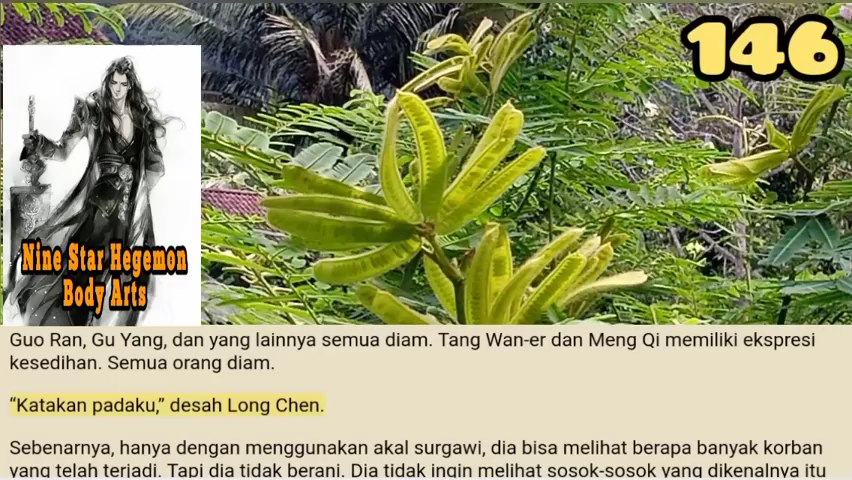 146
Nine Star Hegemon
Body Arts
Guo Ran, Gu Yang, dan yang lainnya semua diam. Tang Wan-er dan Meng Qi memiliki ekspresi
kesedihan. Semua orang diam.
“Katakan padaku,” desah Long Chen.
Sebenarnya, hanya dengan menggunakan akal surgawi, dia bisa melihat berapa banyak korban
yang telah terjadi. Tapi dia tidak berani. Dia tidak ingin melihat sosok-sosok yang dikenalnya itu